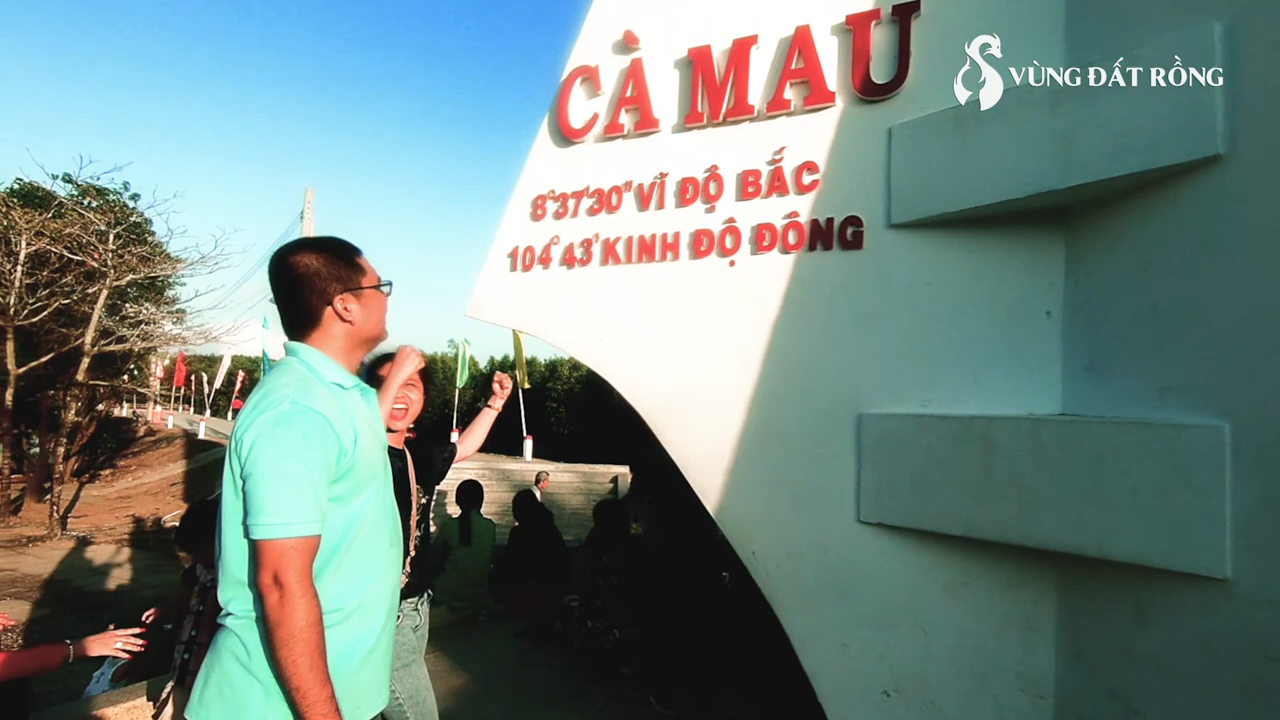 CÀ MAU
8°37'30" VĨ ĐỘ BẮC
104° 43' KINH ĐỘ ĐÔNG
VÙNG ĐẤT RỒNG